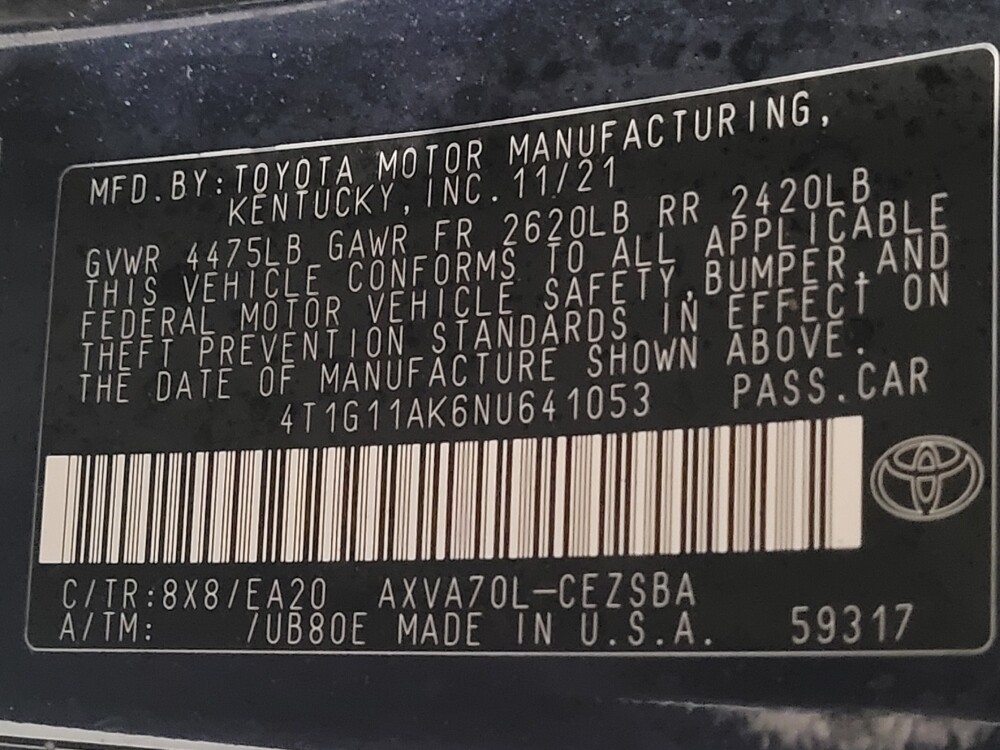 MFD.BY:TOYOTA MOTOR MANUFACTURING,
KENTUCKY, INC. 11/21
GVWR 4475LB GAWR FR 2620LB RR 2420LB
THIS VEHICLE CONFORMS TO ALL APPLICABLE
FEDERAL MOTOR VEHICLE SAFETY,BUMPER,AND
THEFT PREVENTION STANDARDS IN EFFECT ON
THE DATE OF MANUFACTURE SHOWN ABOVE.
4T1G11AK6NU641053 PASS.CAR
C/TR:8X8/EA20 AXVA70L-CEZSBA
A/TM: /UB80E MADE IN U.S.A. 59317